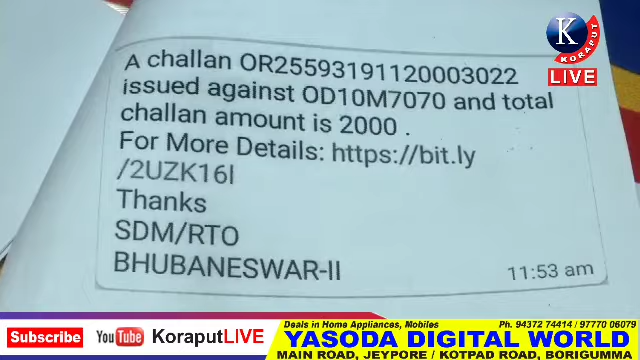 K
KORAPUT
LIVE
A challan OR25593191120003022
issued against OD10M7070 and total
challan amount is 2000 .
For More Details: https://bit.ly
/2UZK16I
Thanks
SDM/RTO
BHUBANESWAR-II
11:53 am
Subscribe YouTube KoraputLIVE
Deals in Home Appliances, Mobiles Ph. 94372 74414 / 97770 06079
YASODA DIGITAL WORLD
MAIN ROAD, JEYPORE / KOTPAD ROAD, BORIGUMMA